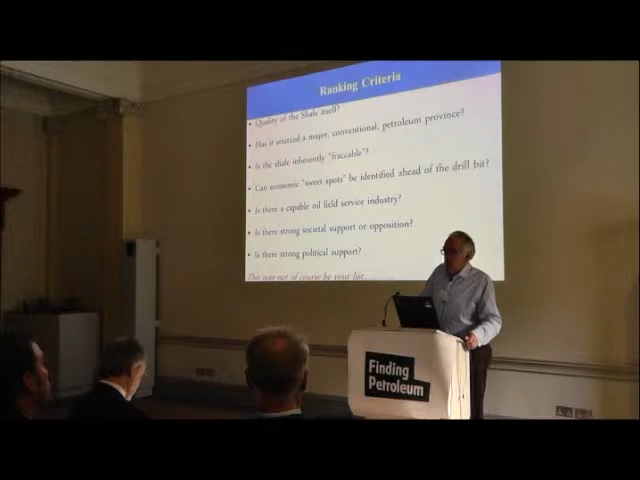 Ranking Criteria
• Quality of the Shale itself?
• Has it sourced a major, conventional, petroleum province?
• Is the shale inherently "fraccable"?
• Can economic "sweet spots" be identified ahead of the drill bit?
• Is there a capable oil field service industry?
• Is there strong societal support or opposition?
• Is there strong political support?
This may not of course be your list..............
Finding
Petroleum